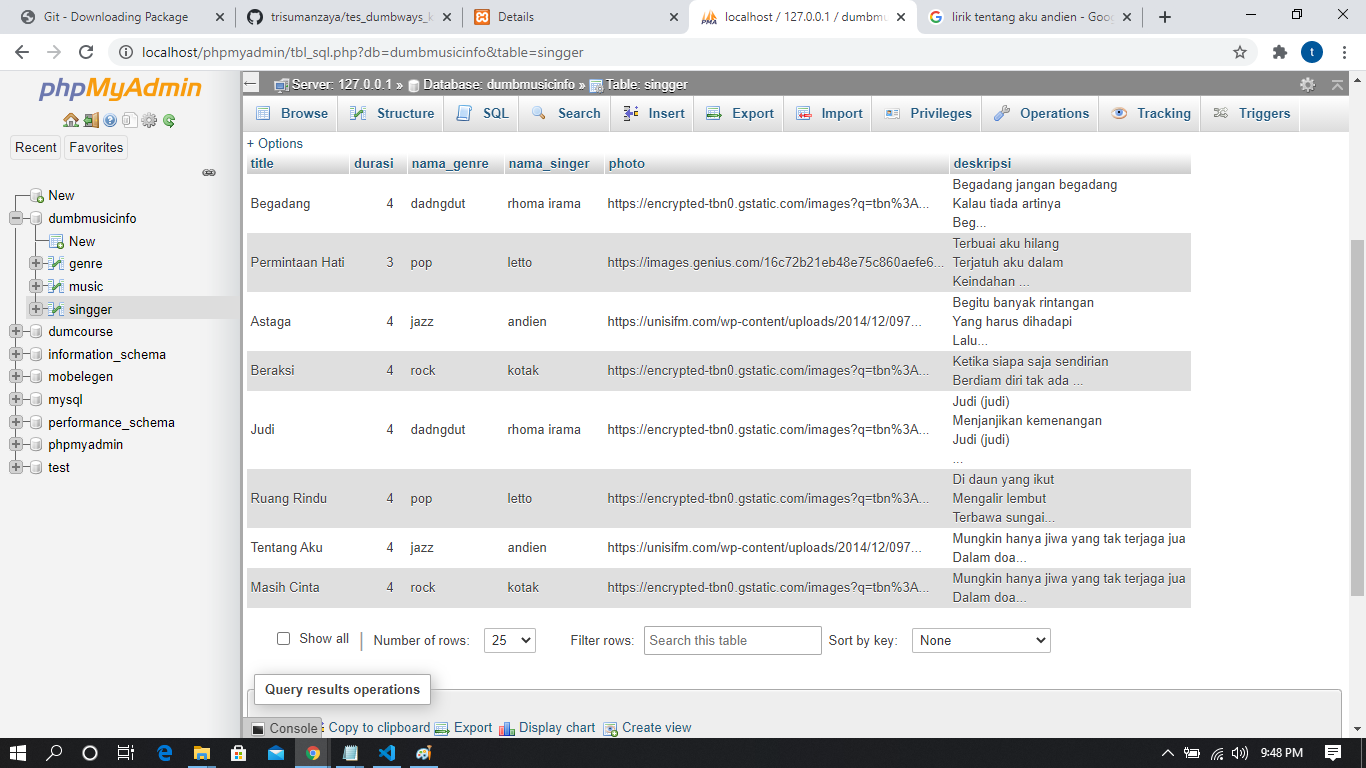 Git - Downloading Package
trisumanzaya/tes_dumbways_k
Details
localhost / 127.0.0.1 / dumbmu
lirik tentang aku andien - Goo
localhost/phpmyadmin/tbl_sql.php?db=dumbmusicinfo&table=singger
t
phpMyAdmin
Recent
Favorites
New
dumbmusicinfo
New
genre
music
singger
dumcourse
information_schema
mobelegen
mysql
performance_schema
phpmyadmin
test
Server: 127.0.0.1 » Database: dumbmusicinfo » Table: singger
Browse Structure SQL Search Insert Export Import Privileges Operations Tracking Triggers
+ Options
title durasi nama_genre nama_singer photo deskripsi
Begadang 4 dadngdut rhoma irama https://encrypted-tbn0.gstatic.com/images?q=tbn%3A... Begadang jangan begadang
Kalau tiada artinya
Beg...
Permintaan Hati 3 pop letto https://images.genius.com/16c72b21eb48e75c860aefe6... Terbuai aku hilang
Terjatuh aku dalam
Keindahan ...
Astaga 4 jazz andien https://unisifm.com/wp-content/uploads/2014/12/097... Begitu banyak rintangan
Yang harus dihadapi
Lalu...
Beraksi 4 rock kotak https://encrypted-tbn0.gstatic.com/images?q=tbn%3A... Ketika siapa saja sendirian
Berdiam diri tak ada ...
Judi 4 dadngdut rhoma irama https://encrypted-tbn0.gstatic.com/images?q=tbn%3A... Judi (judi)
Menjanjikan kemenangan
Judi (judi)
...
Ruang Rindu 4 pop letto https://encrypted-tbn0.gstatic.com/images?q=tbn%3A... Di daun yang ikut
Mengalir lembut
Terbawa sungai...
Tentang Aku 4 jazz andien https://unisifm.com/wp-content/uploads/2014/12/097... Mungkin hanya jiwa yang tak terjaga jua
Dalam doa...
Masih Cinta 4 rock kotak https://encrypted-tbn0.gstatic.com/images?q=tbn%3A... Mungkin hanya jiwa yang tak terjaga jua
Dalam doa...
Show all Number of rows: 25 Filter rows: Search this table Sort by key: None
Query results operations
Console Copy to clipboard Export Display chart Create view
9:48 PM